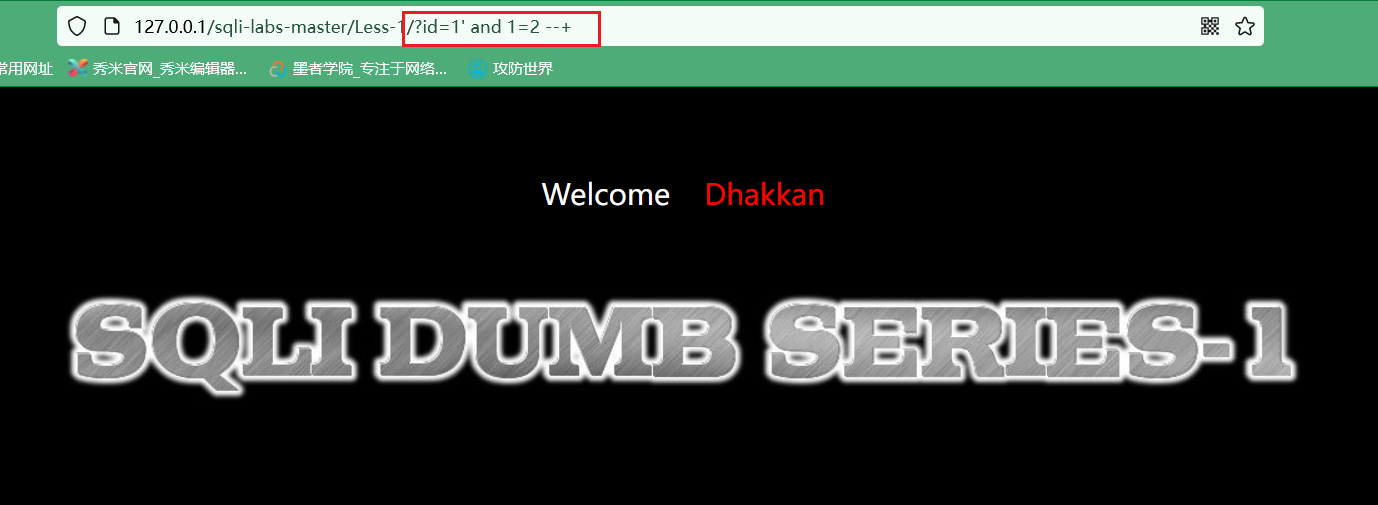 127.0.0.1/sqli-labs-master/Less-1/?id=1' and 1=2 --+
常用网址 秀米官网_秀米编辑器... 墨者学院_专注于网络... 攻防世界
Welcome Dhakkan
SQLI DUMB SERIES-1